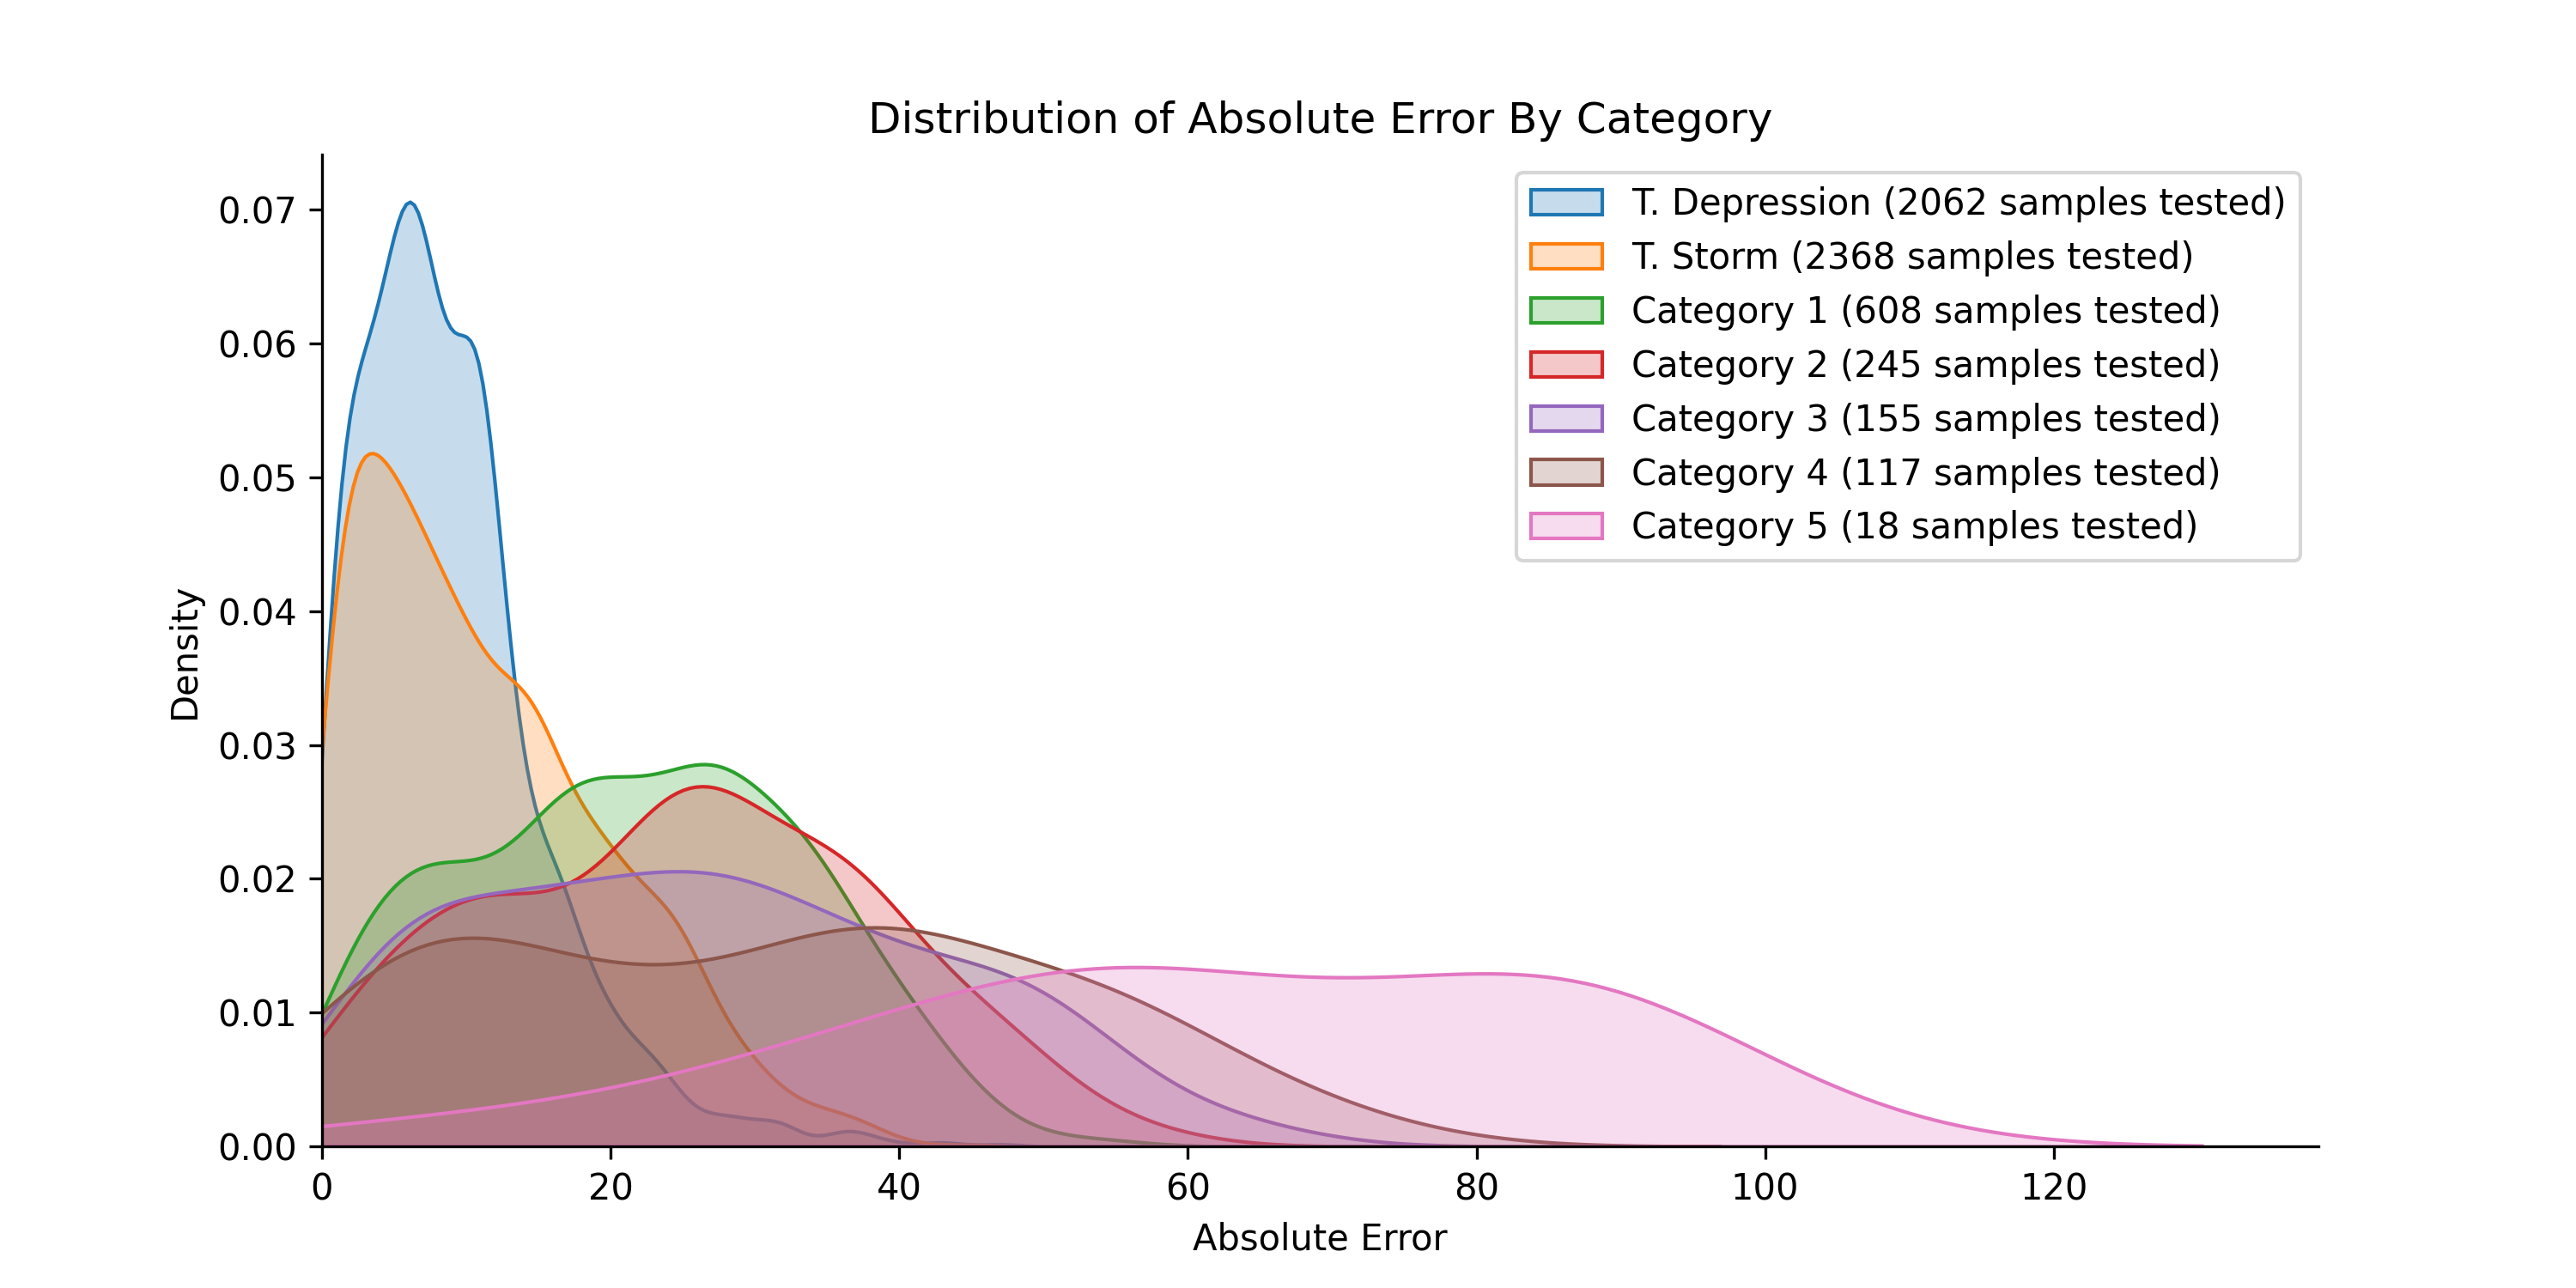 Distribution of Absolute Error By Category
T. Depression (2062 samples tested)
T. Storm (2368 samples tested)
Category 1 (608 samples tested)
Category 2 (245 samples tested)
Category 3 (155 samples tested)
Category 4 (117 samples tested)
Category 5 (18 samples tested)
0.07
0.06
0.05
0.04
0.03
0.02
0.01
0.00
Density
0 20 40 60 80 100 120
Absolute Error